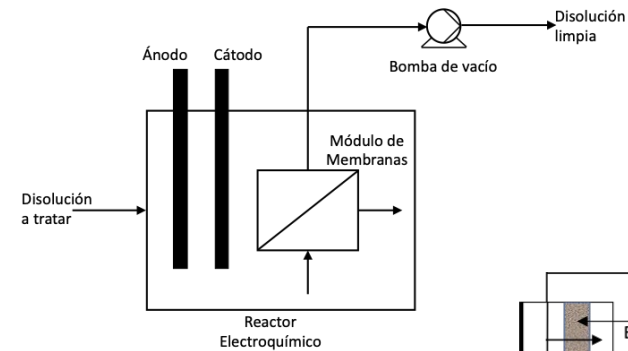 Disolución
limpia
Ánodo
Cátodo
Bomba de vacío
Módulo de
Membranas
Disolución
a tratar
Reactor
Electroquímico